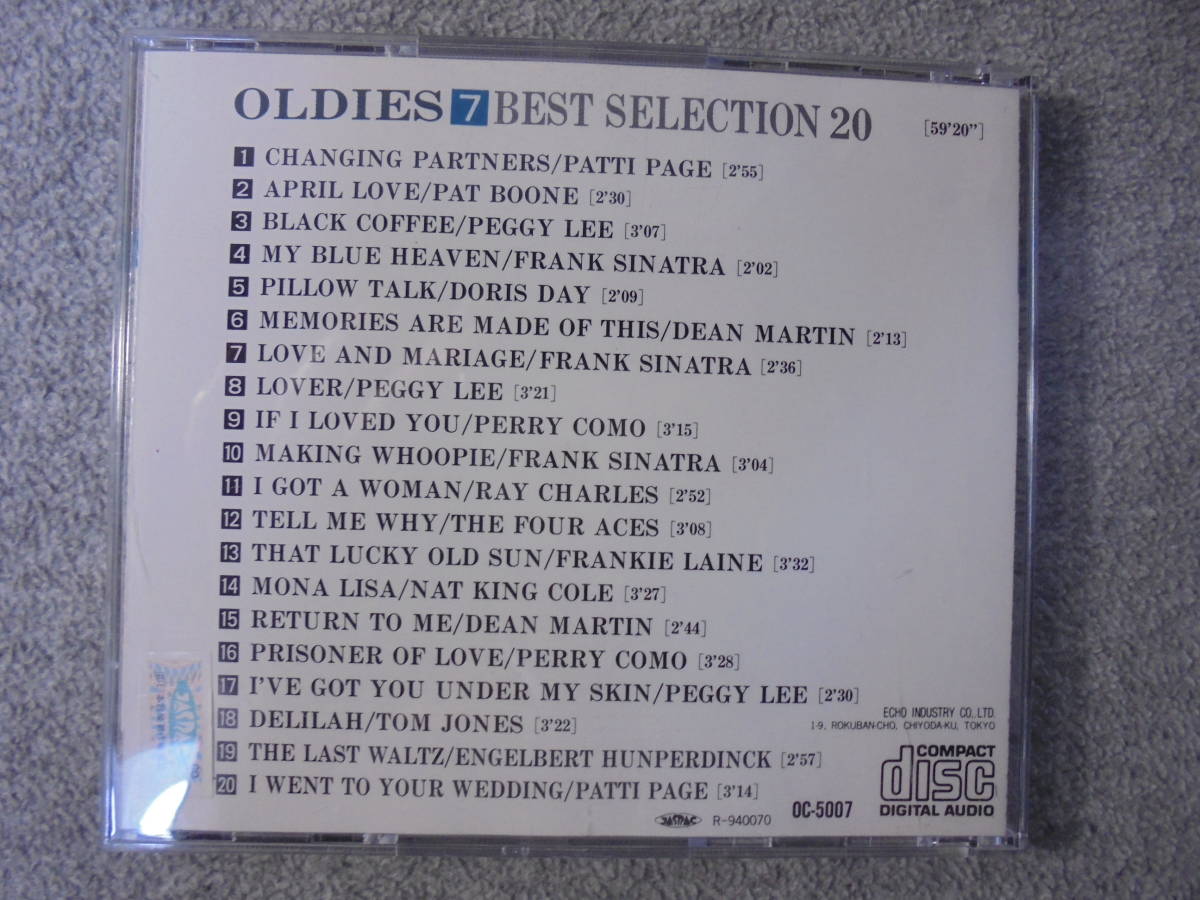 OLDIES 7 BEST SELECTION 20 [59'20"]
1 CHANGING PARTNERS/PATTI PAGE [2'55]
2 APRIL LOVE/PAT BOONE [2'30]
3 BLACK COFFEE/PEGGY LEE [3'07]
4 MY BLUE HEAVEN/FRANK SINATRA [2'02]
5 PILLOW TALK/DORIS DAY [2'09]
6 MEMORIES ARE MADE OF THIS/DEAN MARTIN [2'13]
7 LOVE AND MARIAGE/FRANK SINATRA [2'36]
8 LOVER/PEGGY LEE [3'21]
9 IF I LOVED YOU/PERRY COMO [3'15]
10 MAKING WHOOPIE/FRANK SINATRA [3'04]
11 I GOT A WOMAN/RAY CHARLES [2'52]
12 TELL ME WHY/THE FOUR ACES [3'08]
13 THAT LUCKY OLD SUN/FRANKIE LAINE [3'32]
14 MONA LISA/NAT KING COLE [3'27]
15 RETURN TO ME/DEAN MARTIN [2'44]
16 PRISONER OF LOVE/PERRY COMO [3'28]
17 I'VE GOT YOU UNDER MY SKIN/PEGGY LEE [2'30]
18 DELILAH/TOM JONES [3'22]
19 THE LAST WALTZ/ENGELBERT HUNPERDINCK [2'57]
20 I WENT TO YOUR WEDDING/PATTI PAGE [3'14]
ECHO INDUSTRY CO.,LTD.
1-9, ROKUBAN-CHO, CHIYODA-KU, TOKYO
COMPACT
disc
DIGITAL AUDIO
JASRAC R-940070 OC-5007